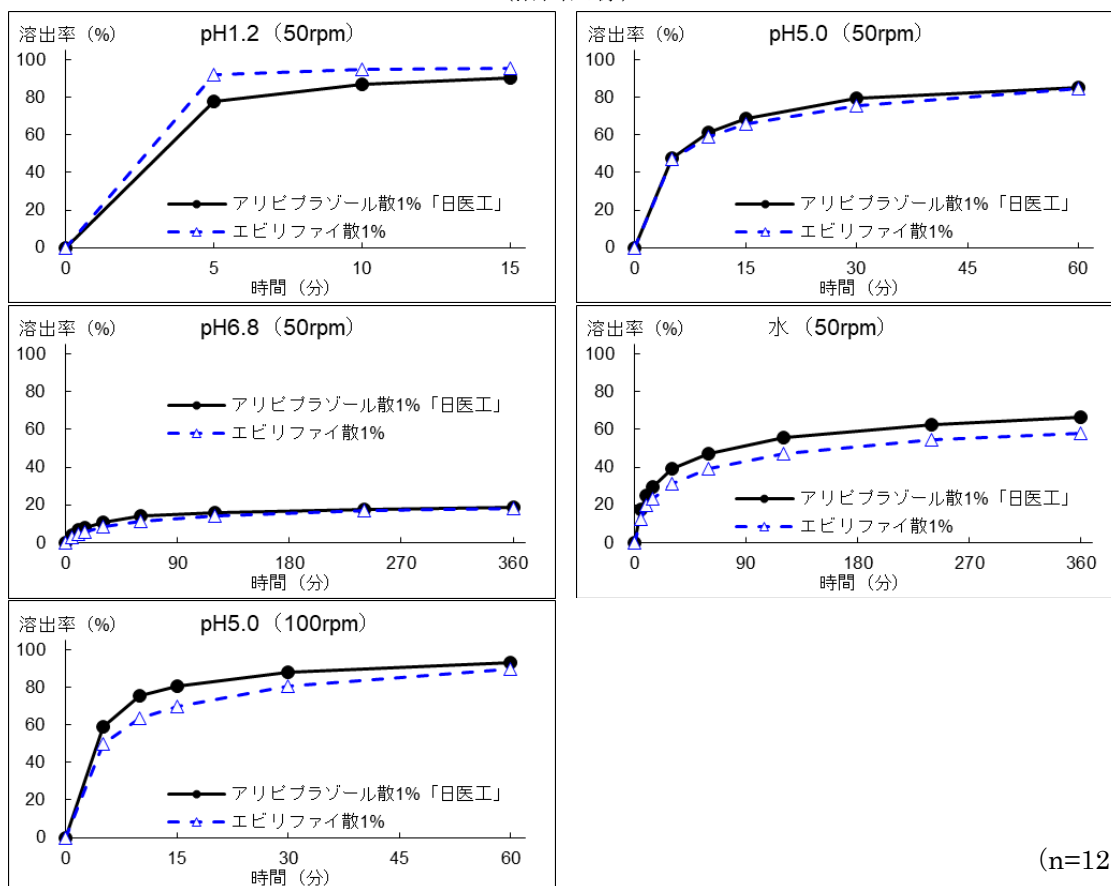 溶出率 (%)
pH1.2 (50rpm)
100
80
60
40
20
0
アリピプラゾール散1%「日医工」
エビリファイ散1%
0 5 10 15
時間 (分)
溶出率 (%)
pH5.0 (50rpm)
100
80
60
40
20
0
アリピプラゾール散1%「日医工」
エビリファイ散1%
0 15 30 45 60
時間 (分)
溶出率 (%)
pH6.8 (50rpm)
100
80
60
40
20
0
アリピプラゾール散1%「日医工」
エビリファイ散1%
0 90 180 270 360
時間 (分)
溶出率 (%)
水 (50rpm)
100
80
60
40
20
0
アリピプラゾール散1%「日医工」
エビリファイ散1%
0 90 180 270 360
時間 (分)
溶出率 (%)
pH5.0 (100rpm)
100
80
60
40
20
0
アリピプラゾール散1%「日医工」
エビリファイ散1%
0 15 30 45 60
時間 (分)
(n=12